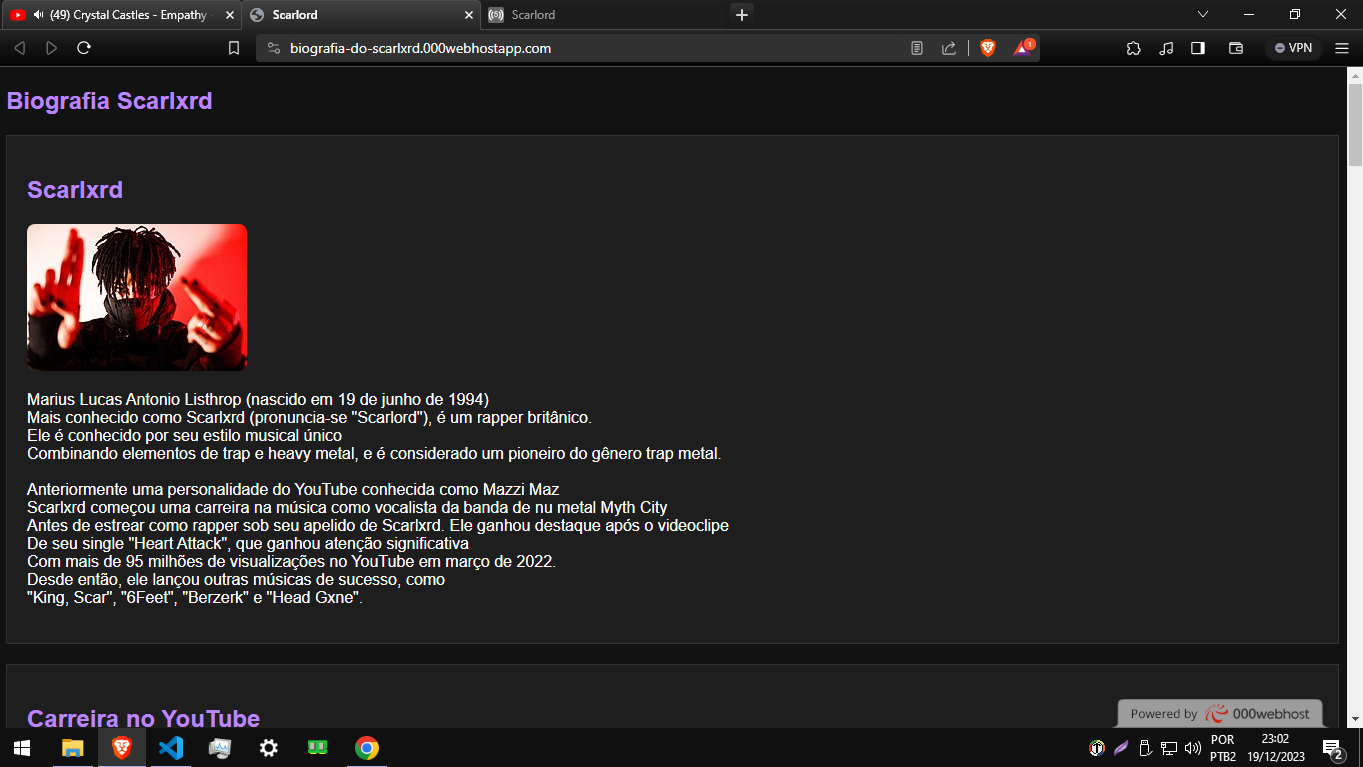 (49) Crystal Castles - Empathy
Scarlord
Scarlord
biografia-do-scarlxrd.000webhostapp.com
1
VPN
Biografia Scarlxrd
Scarlxrd
Marius Lucas Antonio Listhrop (nascido em 19 de junho de 1994)
Mais conhecido como Scarlxrd (pronuncia-se "Scarlord"), é um rapper britânico.
Ele é conhecido por seu estilo musical único
Combinando elementos de trap e heavy metal, e é considerado um pioneiro do gênero trap metal.
Anteriormente uma personalidade do YouTube conhecida como Mazzi Maz
Scarlxrd começou uma carreira na música como vocalista da banda de nu metal Myth City
Antes de estrear como rapper sob seu apelido de Scarlxrd. Ele ganhou destaque após o videoclipe
De seu single "Heart Attack", que ganhou atenção significativa
Com mais de 95 milhões de visualizações no YouTube em março de 2022.
Desde então, ele lançou outras músicas de sucesso, como
"King, Scar", "6Feet", "Berzerk" e "Head Gxne".
Carreira no YouTube
Powered by 000webhost
POR
PTB2
23:02
19/12/2023
2